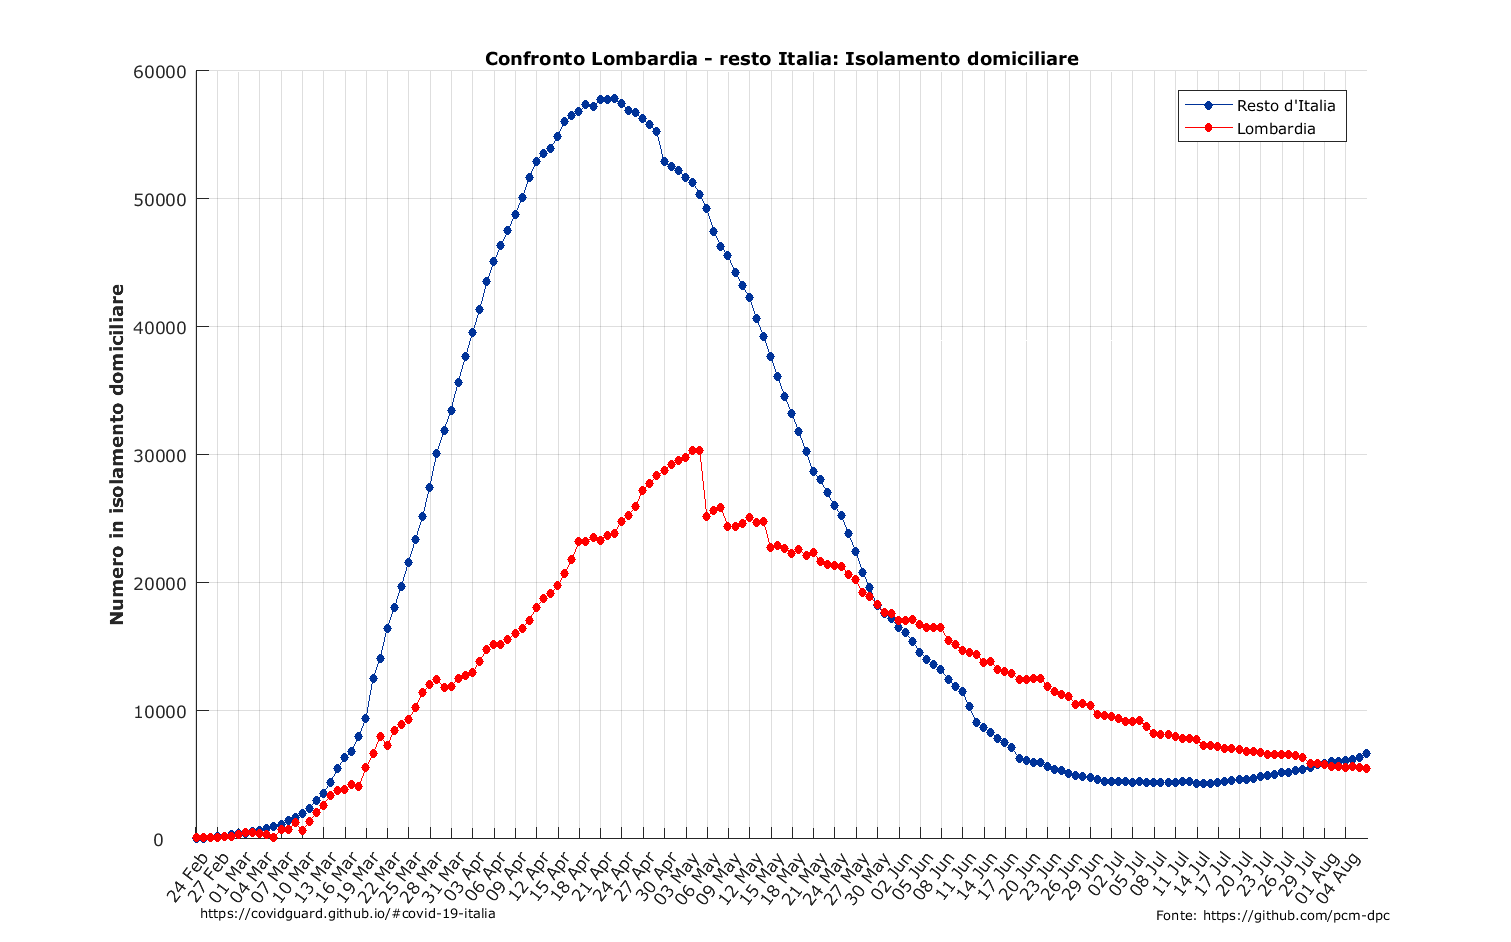 Confronto Lombardia - resto Italia: Isolamento domiciliare
60000
50000
40000
30000
20000
10000
0
Numero in isolamento domiciliare
Resto d'Italia
Lombardia
24 Feb
27 Feb
01 Mar
04 Mar
07 Mar
10 Mar
13 Mar
16 Mar
19 Mar
22 Mar
25 Mar
28 Mar
31 Mar
03 Apr
06 Apr
09 Apr
12 Apr
15 Apr
18 Apr
21 Apr
24 Apr
27 Apr
30 Apr
03 May
06 May
09 May
12 May
15 May
18 May
21 May
24 May
27 May
30 May
02 Jun
05 Jun
08 Jun
11 Jun
14 Jun
17 Jun
20 Jun
23 Jun
26 Jun
29 Jun
02 Jul
05 Jul
08 Jul
11 Jul
14 Jul
17 Jul
20 Jul
23 Jul
26 Jul
29 Jul
01 Aug
04 Aug
https://covidguard.github.io/#covid-19-italia
Fonte: https://github.com/pcm-dpc